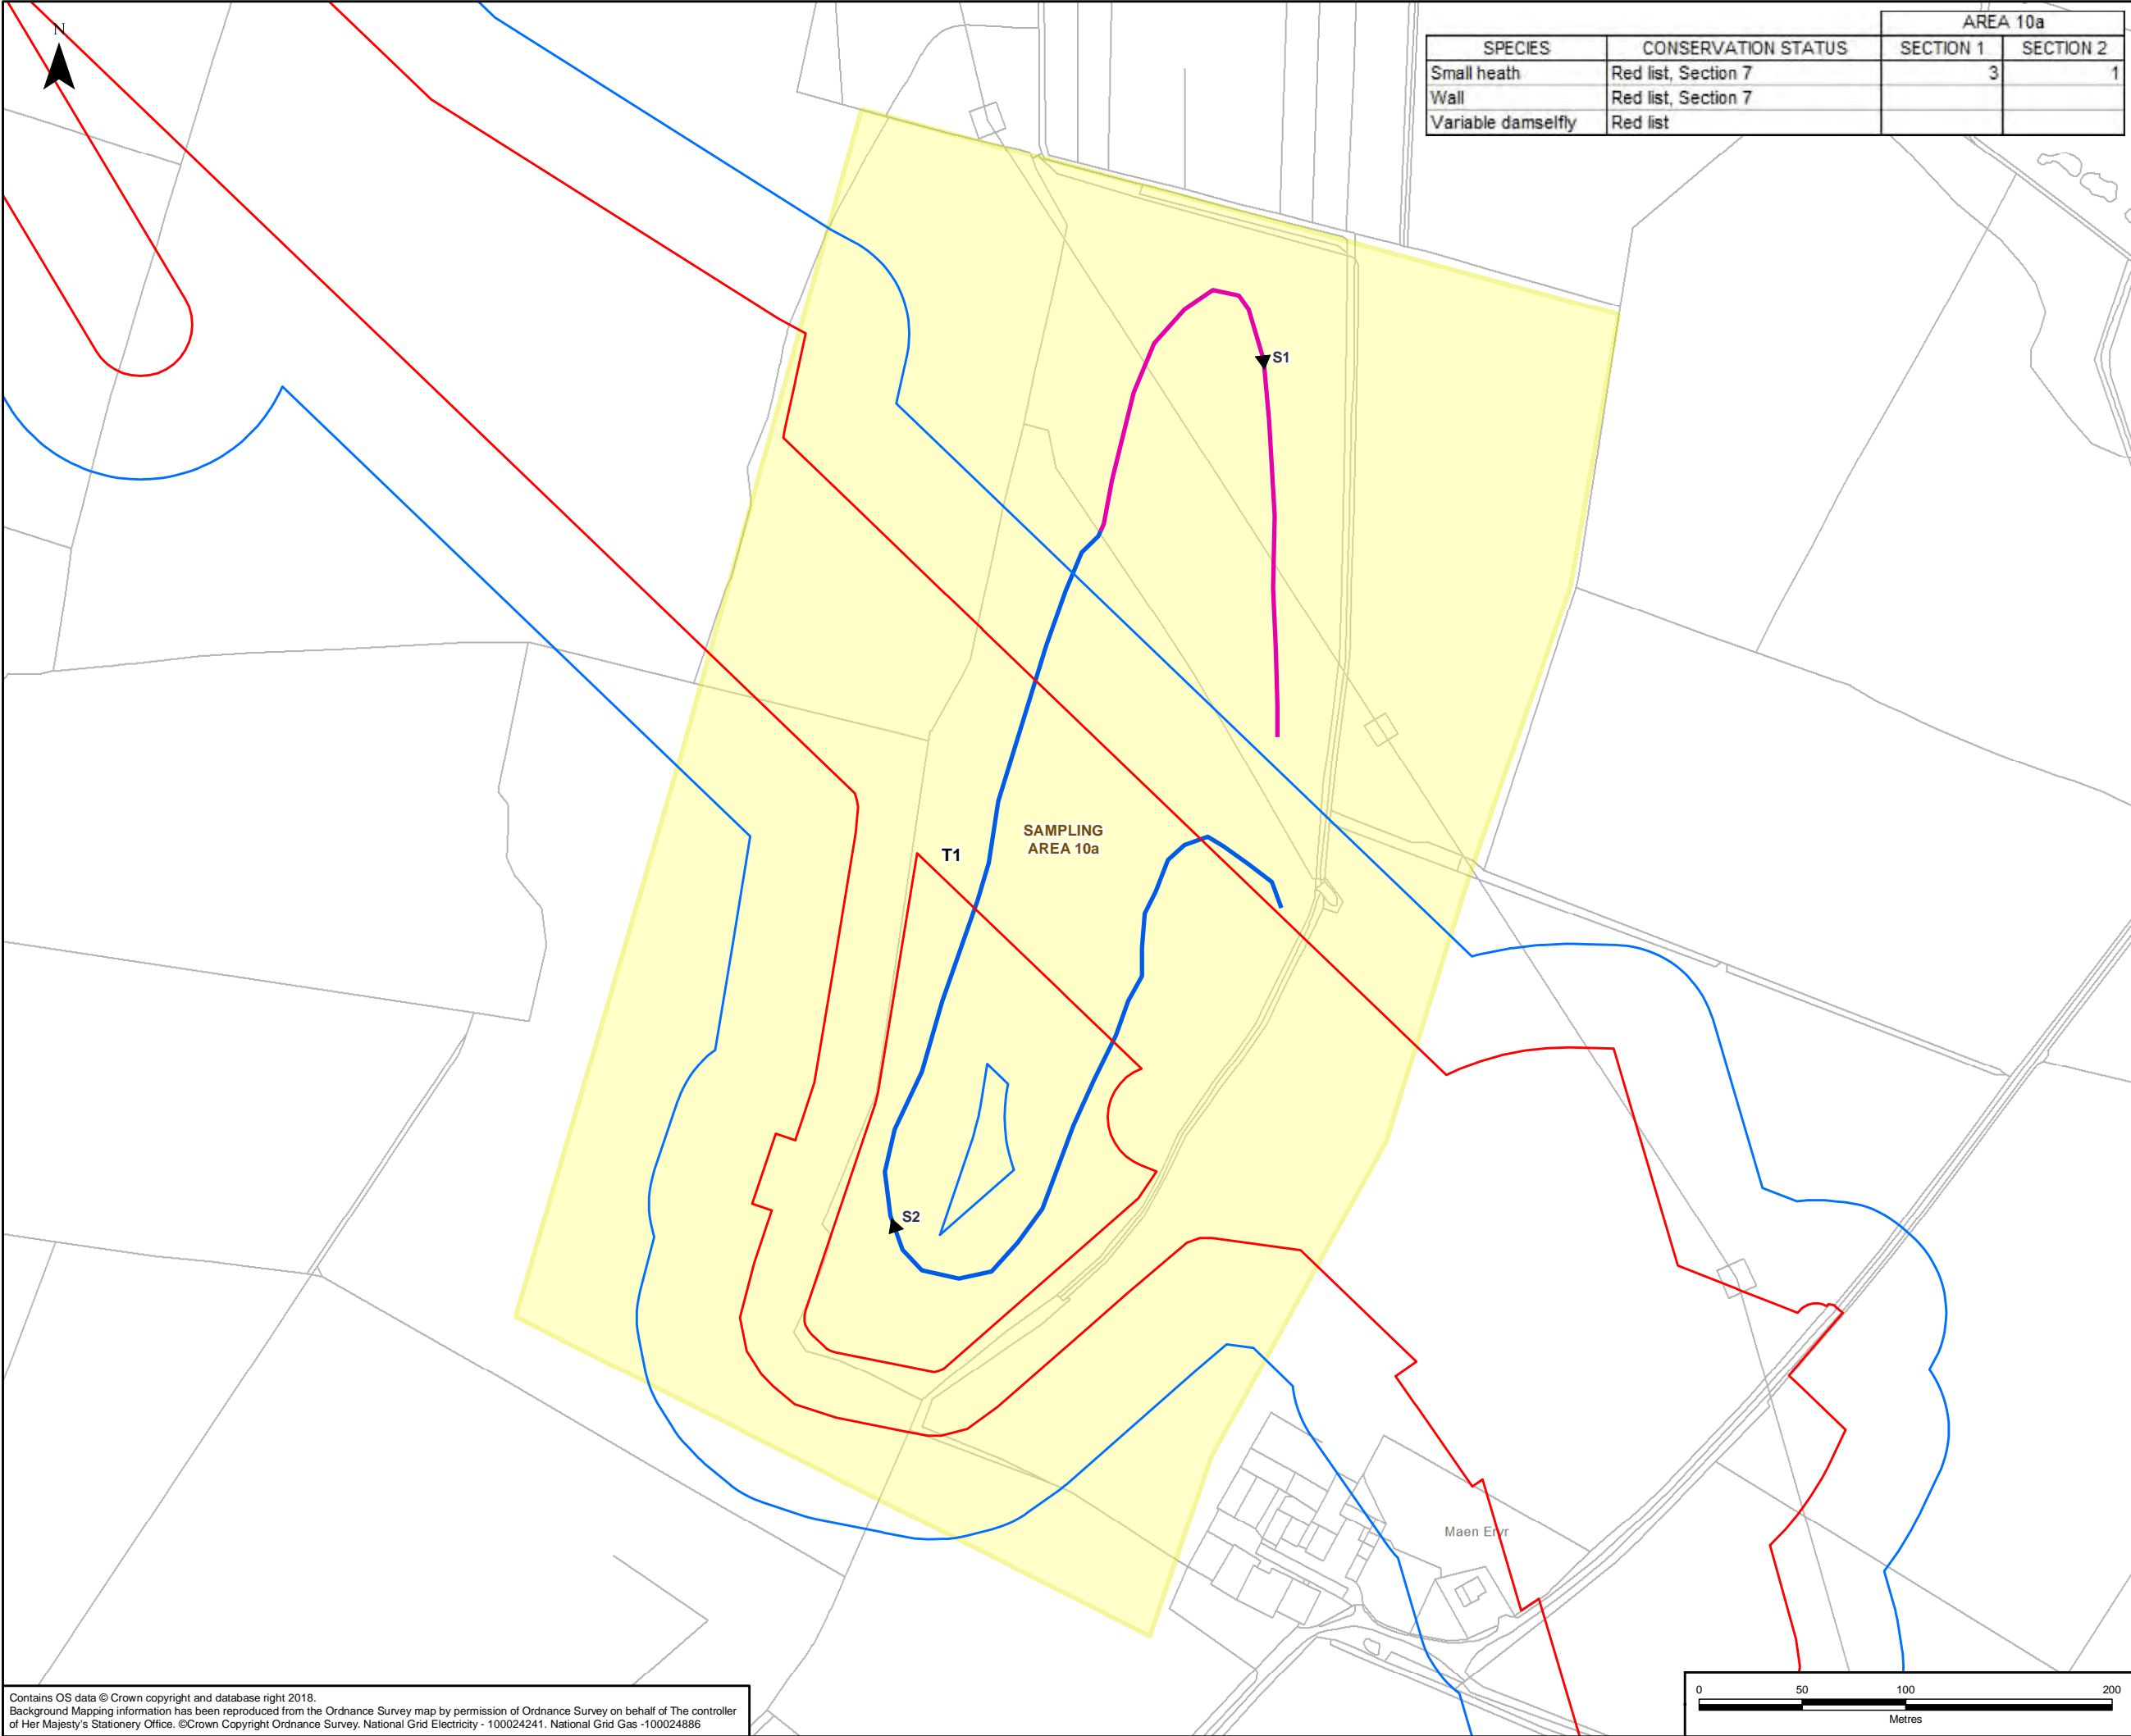 N
AREA 10a
SPECIES CONSERVATION STATUS SECTION 1 SECTION 2
Small heath Red list, Section 7 3 1
Wall Red list, Section 7
Variable damselfly Red list
S1
SAMPLING
AREA 10a
T1
S2
Maen Eryr
0 50 100 200
Metres
Contains OS data © Crown copyright and database right 2018.
Background Mapping information has been reproduced from the Ordnance Survey map by permission of Ordnance Survey on behalf of The controller
of Her Majesty's Stationery Office. ©Crown Copyright Ordnance Survey. National Grid Electricity - 100024241. National Grid Gas -100024886